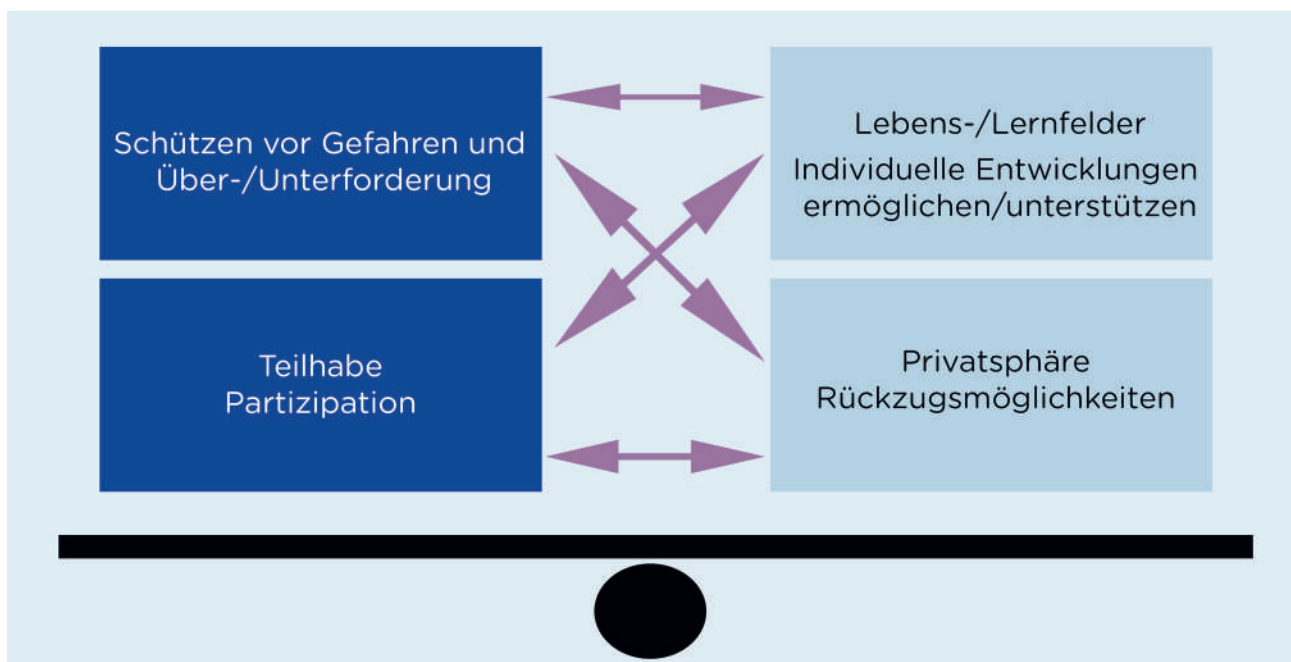 Schützen vor Gefahren und
Über-/Unterforderung
Lebens-/Lernfelder
Individuelle Entwicklungen
ermöglichen/unterstützen
Teilhabe
Partizipation
Privatsphäre
Rückzugsmöglichkeiten